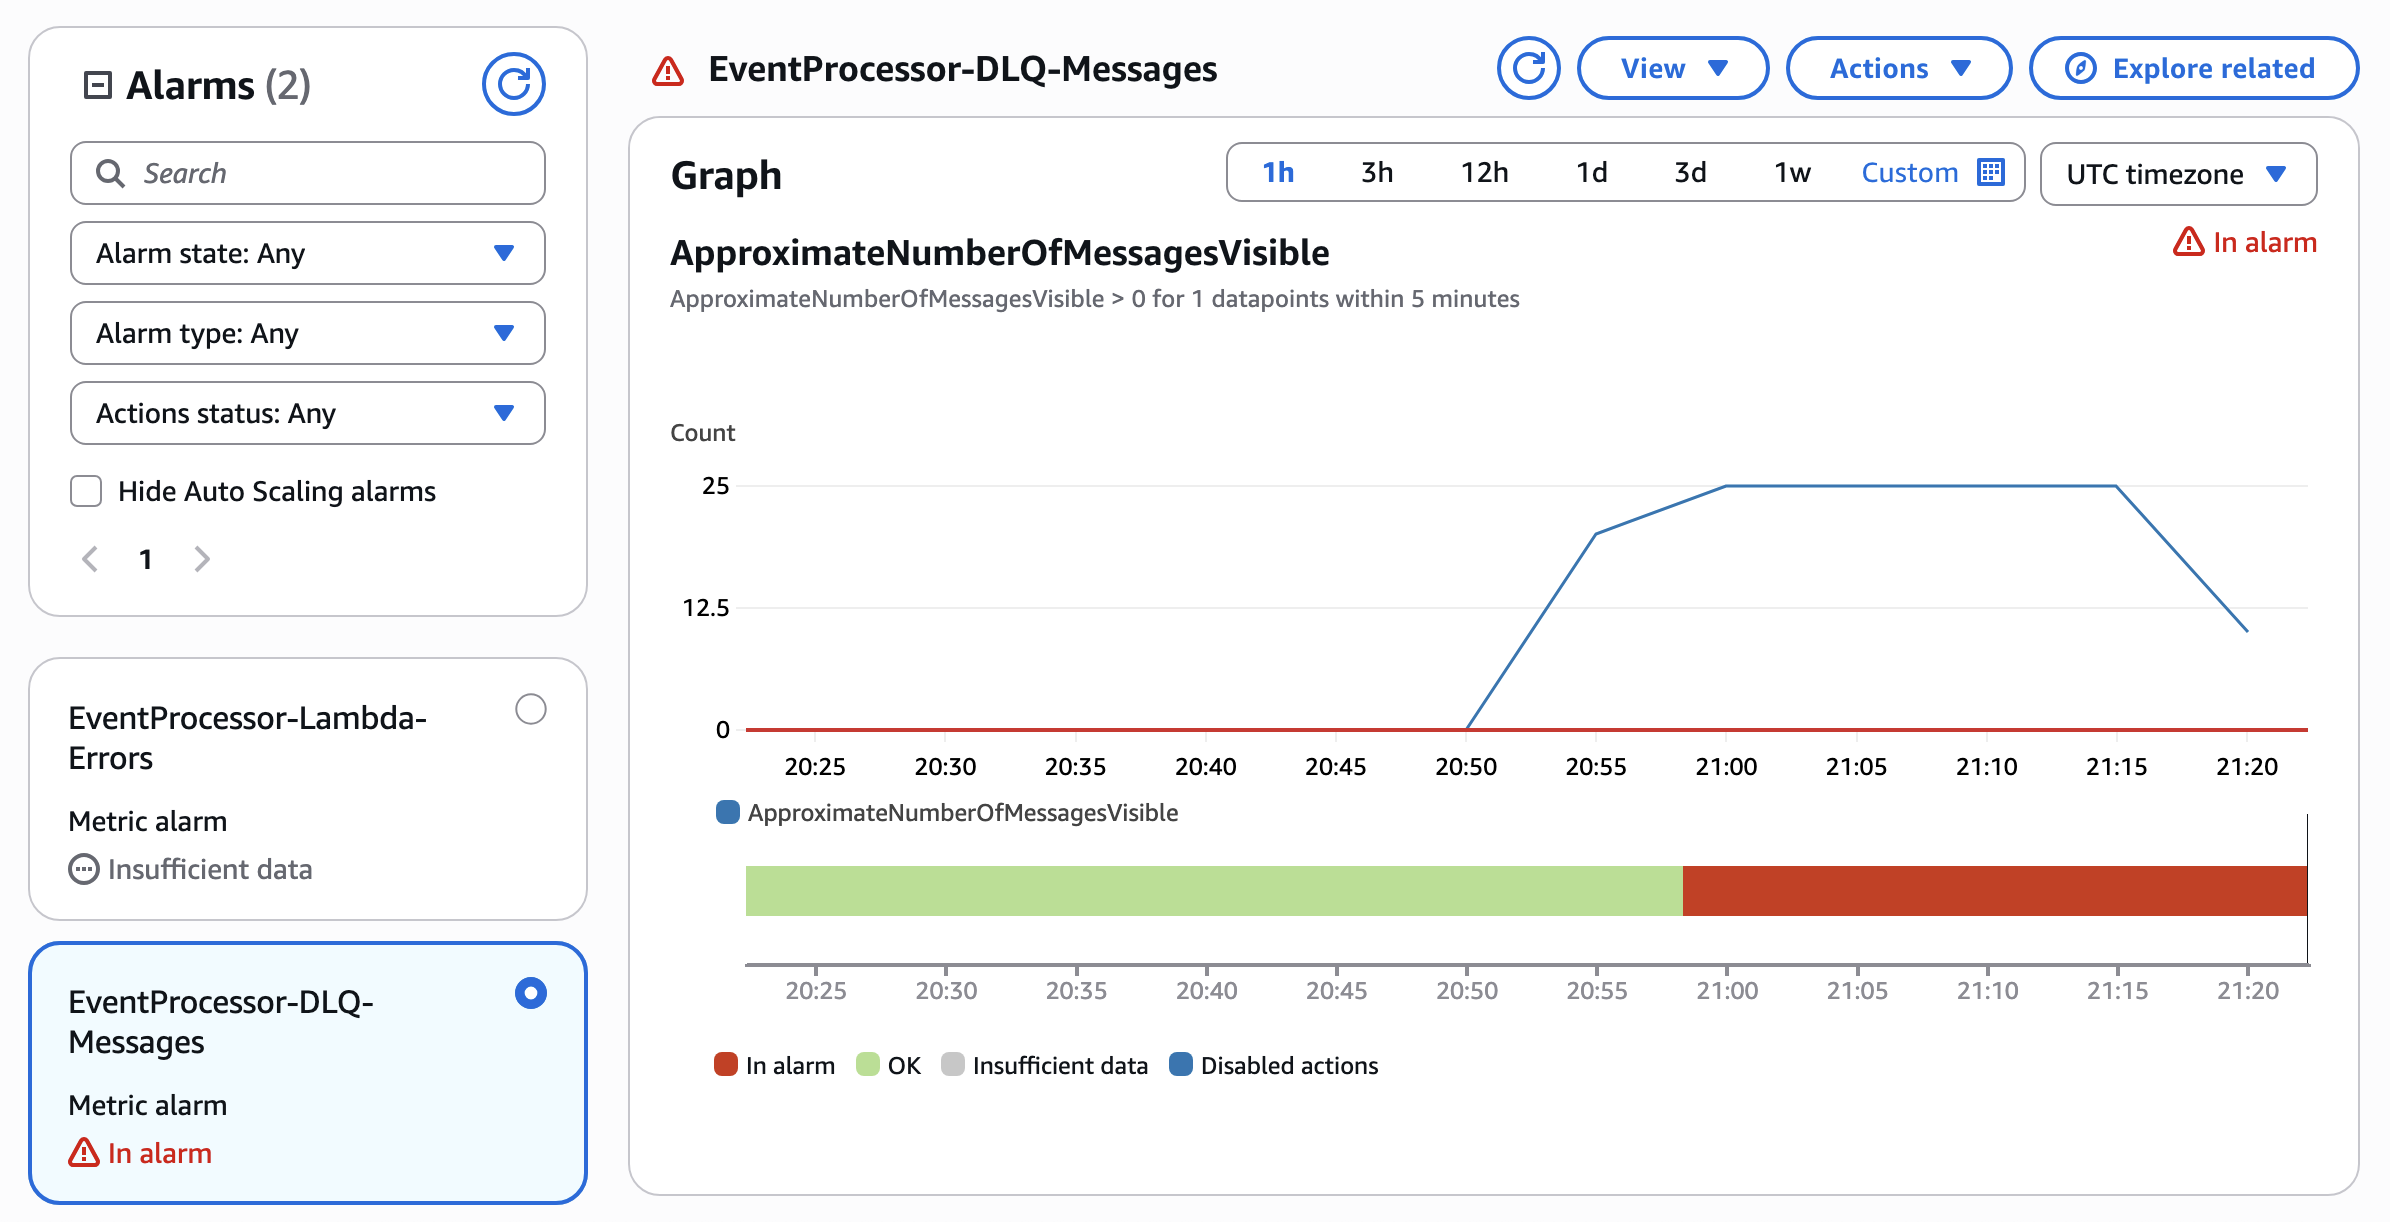 Alarms (2)
Search
Alarm state: Any
Alarm type: Any
Actions status: Any
Hide Auto Scaling alarms
1
EventProcessor-Lambda-
Errors
Metric alarm
Insufficient data
EventProcessor-DLQ-
Messages
Metric alarm
In alarm
EventProcessor-DLQ-Messages
View
Actions
Explore related
Graph
1h 3h 12h 1d 3d 1w Custom
UTC timezone
ApproximateNumberOfMessagesVisible
In alarm
ApproximateNumberOfMessagesVisible > 0 for 1 datapoints within 5 minutes
Count
25
12.5
0
20:25 20:30 20:35 20:40 20:45 20:50 20:55 21:00 21:05 21:10 21:15 21:20
ApproximateNumberOfMessagesVisible
20:25 20:30 20:35 20:40 20:45 20:50 20:55 21:00 21:05 21:10 21:15 21:20
In alarm OK Insufficient data Disabled actions